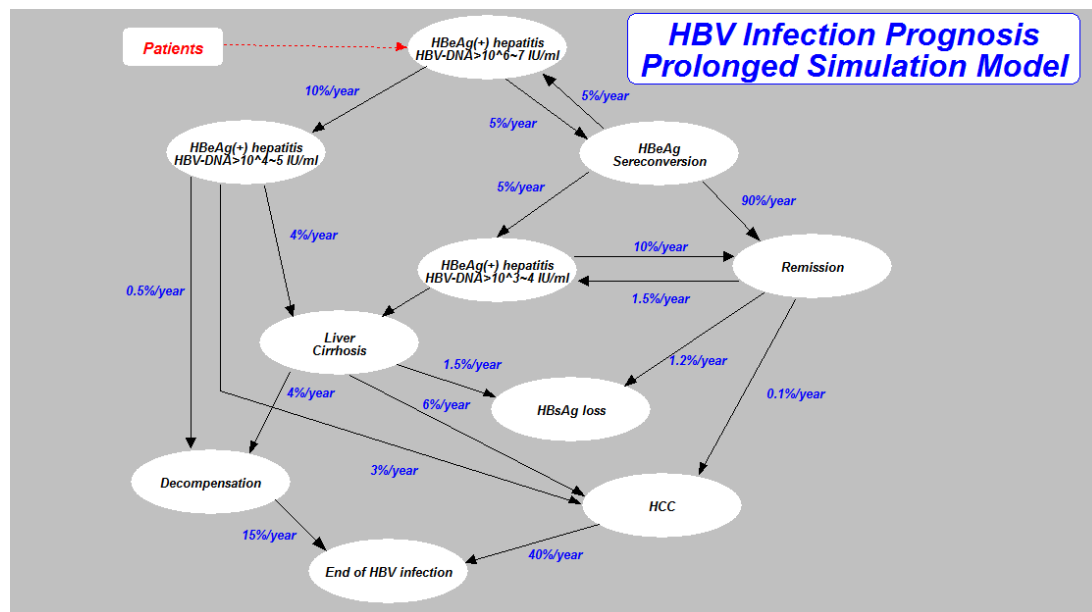 HBV Infection Prognosis
Prolonged Simulation Model
Patients
HBeAg(+) hepatitis
HBV-DNA>10^6~7 IU/ml
10%/year
5%/year
5%/year
HBeAg(+) hepatitis
HBV-DNA>10^4~5 IU/ml
HBeAg
Sereconversion
5%/year
90%/year
4%/year
HBeAg(+) hepatitis
HBV-DNA>10^3~4 IU/ml
10%/year
Remission
0.5%/year
1.5%/year
Liver
Cirrhosis
1.5%/year
1.2%/year
4%/year
6%/year
HBsAg loss
0.1%/year
3%/year
Decompensation
HCC
15%/year
40%/year
End of HBV infection